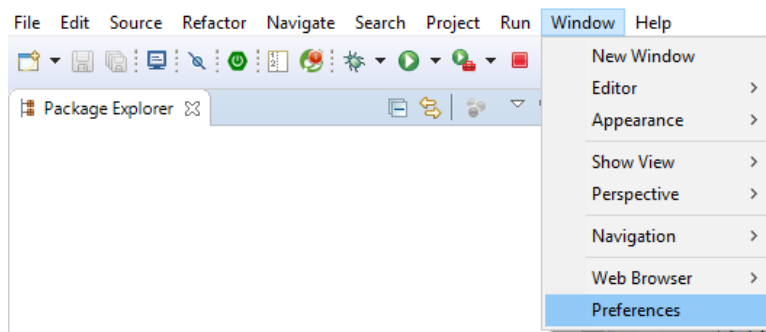 File Edit Source Refactor Navigate Search Project Run Window Help
Package Explorer
New Window
Editor
Appearance
Show View
Perspective
Navigation
Web Browser
Preferences